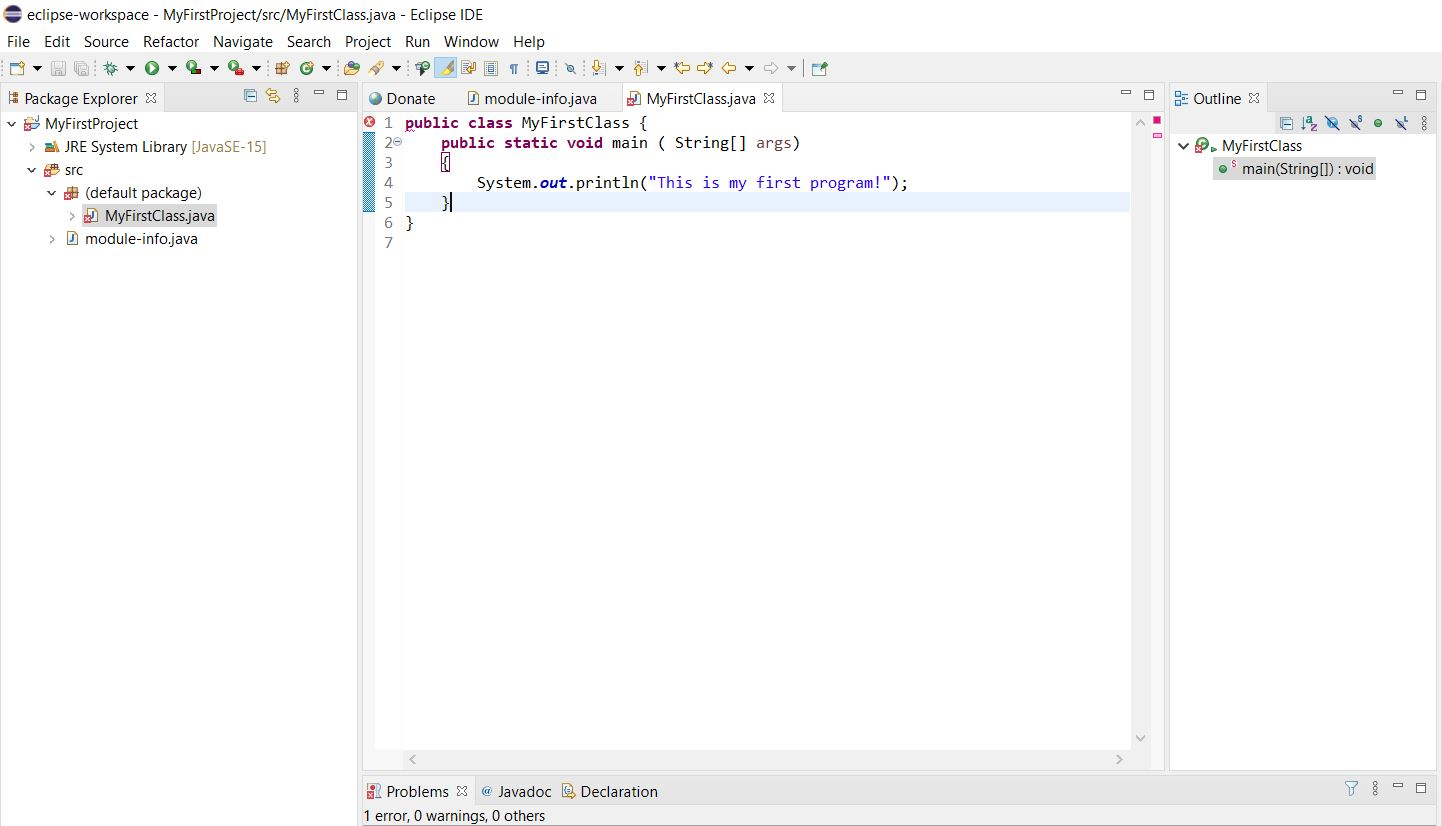 eclipse-workspace - MyFirstProject/src/MyFirstClass.java - Eclipse IDE
File Edit Source Refactor Navigate Search Project Run Window Help
Package Explorer
MyFirstProject
JRE System Library [JavaSE-15]
src
(default package)
MyFirstClass.java
module-info.java
Donate module-info.java MyFirstClass.java
1 public class MyFirstClass {
2 public static void main ( String[] args)
3 {
4 System.out.println("This is my first program!");
5 }
6 }
7
Outline
MyFirstClass
main(String[]) : void
Problems @ Javadoc Declaration
1 error, 0 warnings, 0 others